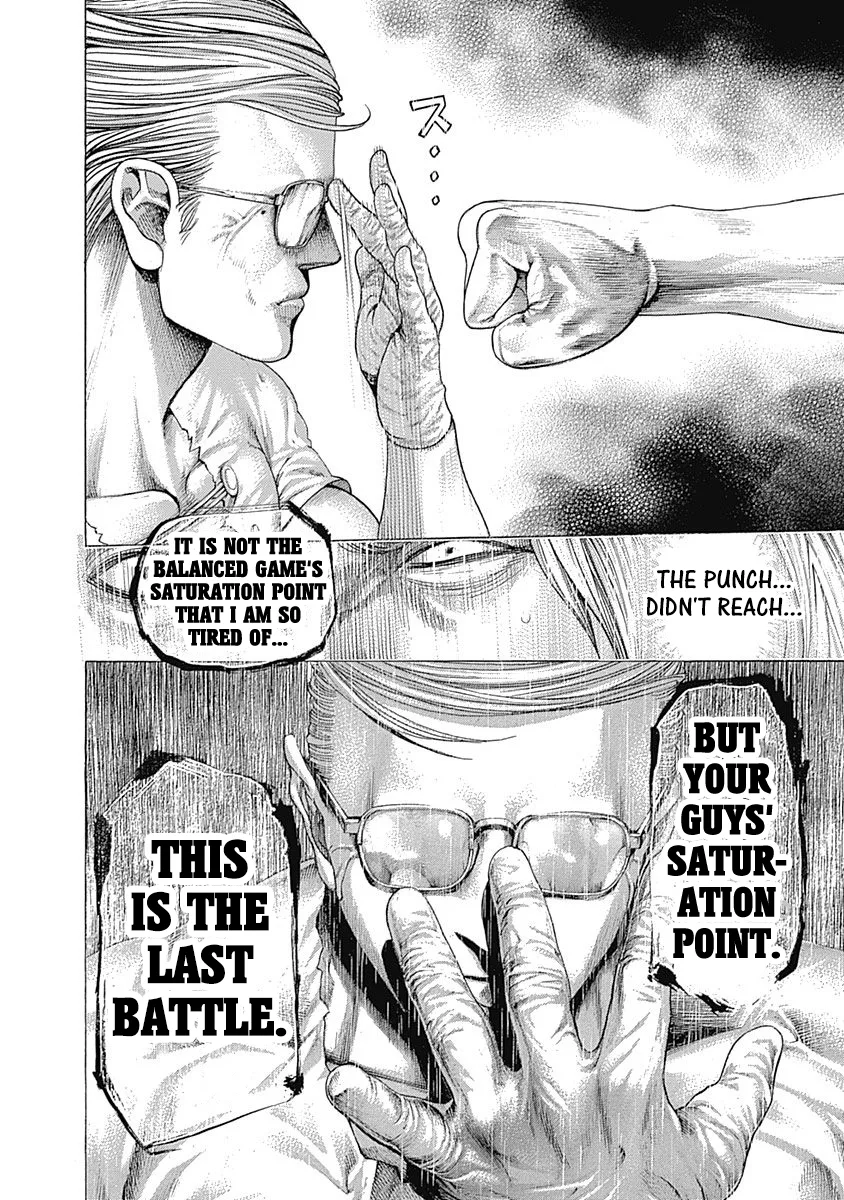 ス・・・
IT IS NOT THE
BALANCED GAME'S
SATURATION POINT
THAT I AM SO
TIRED OF...
THE PUNCH...
DIDN'T REACH...
BUT
YOUR
GUYS'
SATUR-
ATION
POINT.
THIS
IS THE
LAST
BATTLE.